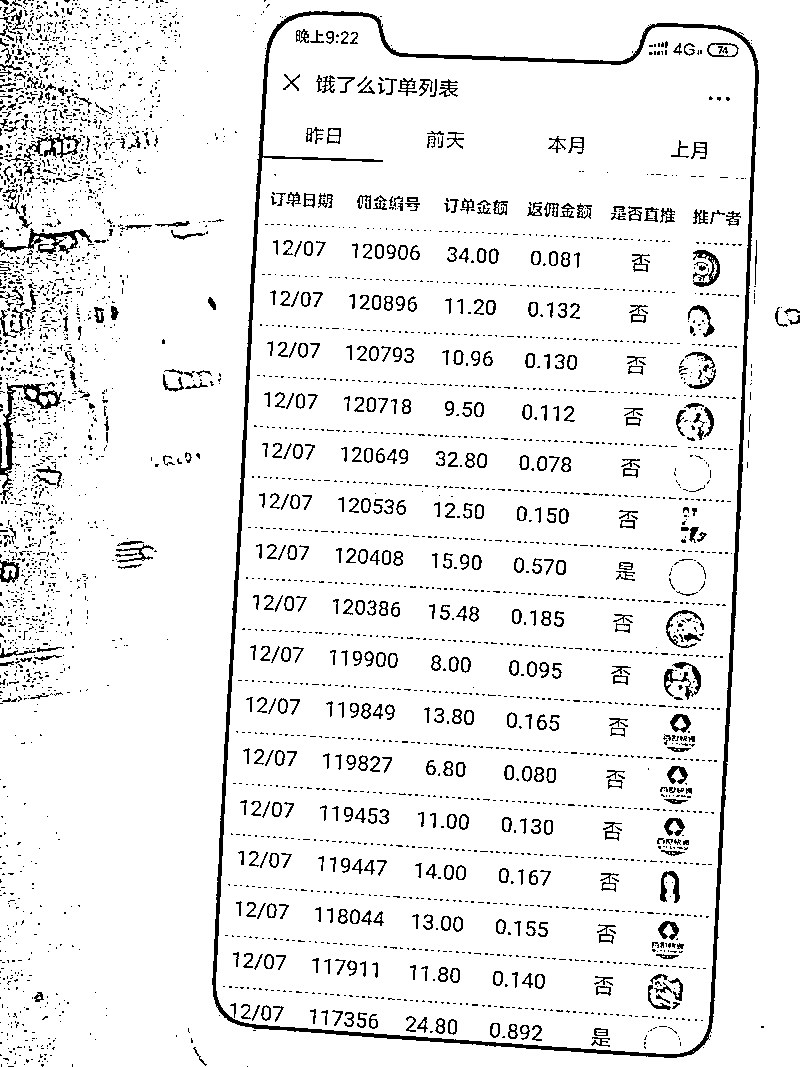 晚上9:22 4G 74
饿了么订单列表 ...
昨日 前天 本月 上月
订单日期 佣金编号 订单金额 返佣金额 是否直推 推广者
12/07 120906 34.00 0.081 否
12/07 120896 11.20 0.132 否
12/07 120793 10.96 0.130 否
12/07 120718 9.50 0.112 否
12/07 120649 32.80 0.078 否
12/07 120536 12.50 0.150 否
12/07 120408 15.90 0.570 是
12/07 120386 15.48 0.185 否
12/07 119900 8.00 0.095 否
12/07 119849 13.80 0.165 否
12/07 119827 6.80 0.080 否
12/07 119453 11.00 0.130 否
12/07 119447 14.00 0.167 否
12/07 118044 13.00 0.155 否
12/07 117911 11.80 0.140 否
12/07 117356 24.80 0.892 是